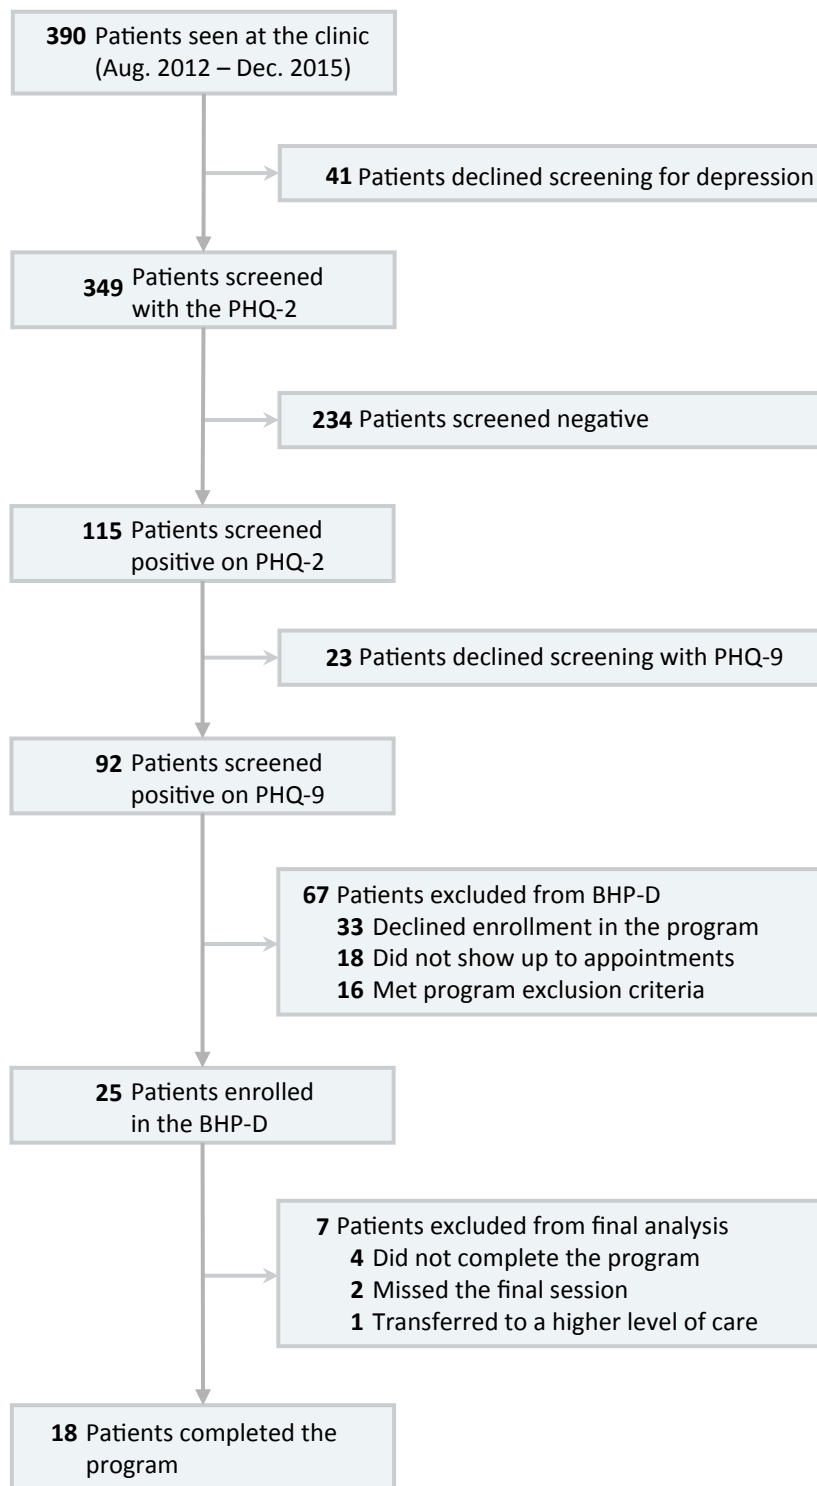 390 Patients seen at the clinic
(Aug. 2012 – Dec. 2015)
41 Patients declined screening for depression
349 Patients screened
with the PHQ-2
234 Patients screened negative
115 Patients screened
positive on PHQ-2
23 Patients declined screening with PHQ-9
92 Patients screened
positive on PHQ-9
67 Patients excluded from BHP-D
33 Declined enrollment in the program
18 Did not show up to appointments
16 Met program exclusion criteria
25 Patients enrolled
in the BHP-D
7 Patients excluded from final analysis
4 Did not complete the program
2 Missed the final session
1 Transferred to a higher level of care
18 Patients completed the
program